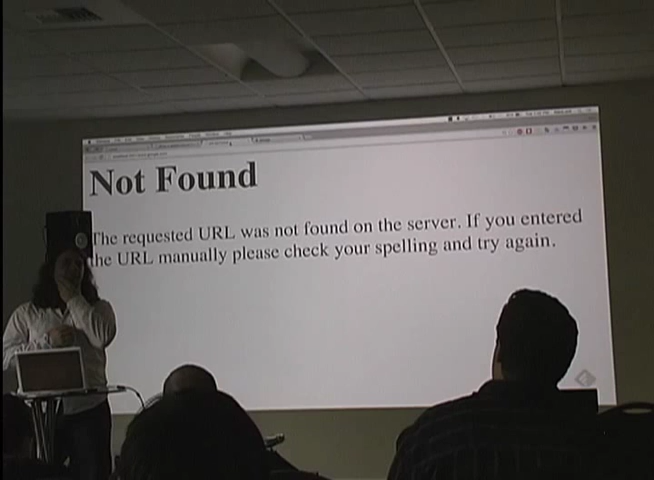 Not Found
The requested URL was not found on the server. If you entered
the URL manually please check your spelling and try again.